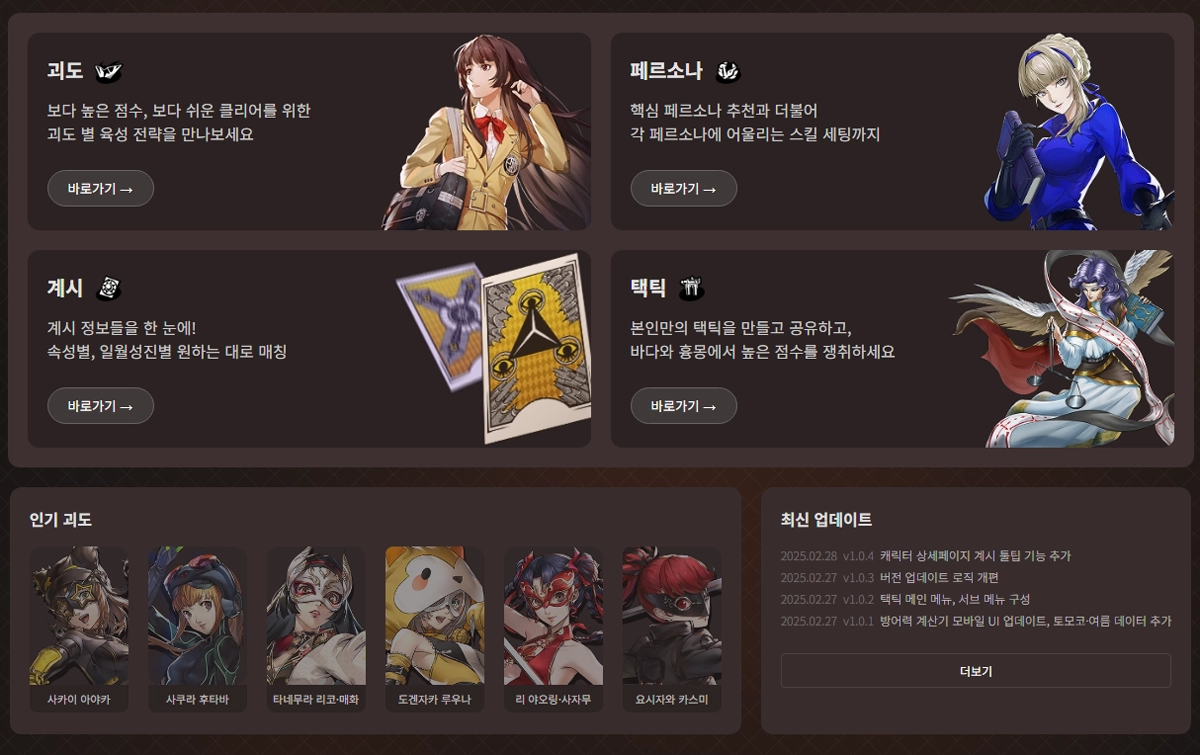 괴도
보다 높은 점수, 보다 쉬운 클리어를 위한
괴도 별 육성 전략을 만나보세요
바로가기 →
페르소나
핵심 페르소나 추천과 더불어
각 페르소나에 어울리는 스킬 세팅까지
바로가기 →
계시
계시 정보들을 한 눈에!
속성별, 일월성진별 원하는 대로 매칭
바로가기 →
택틱
본인만의 택틱을 만들고 공유하고,
바다와 흉몽에서 높은 점수를 쟁취하세요
바로가기 →
인기 괴도
사카이 아야카
사쿠라 후타바
타네무라 리코·매화
도겐자카 루우나
리 야오링·사자무
요시자와 카스미
최신 업데이트
2025.02.28 v1.0.4 캐릭터 상세페이지 계시 툴팁 기능 추가
2025.02.27 v1.0.3 버전 업데이트 로직 개편
2025.02.27 v1.0.2 택틱 메인 메뉴, 서브 메뉴 구성
2025.02.27 v1.0.1 방어력 계산기 모바일 UI 업데이트, 토모코·여름 데이터 추가
더보기